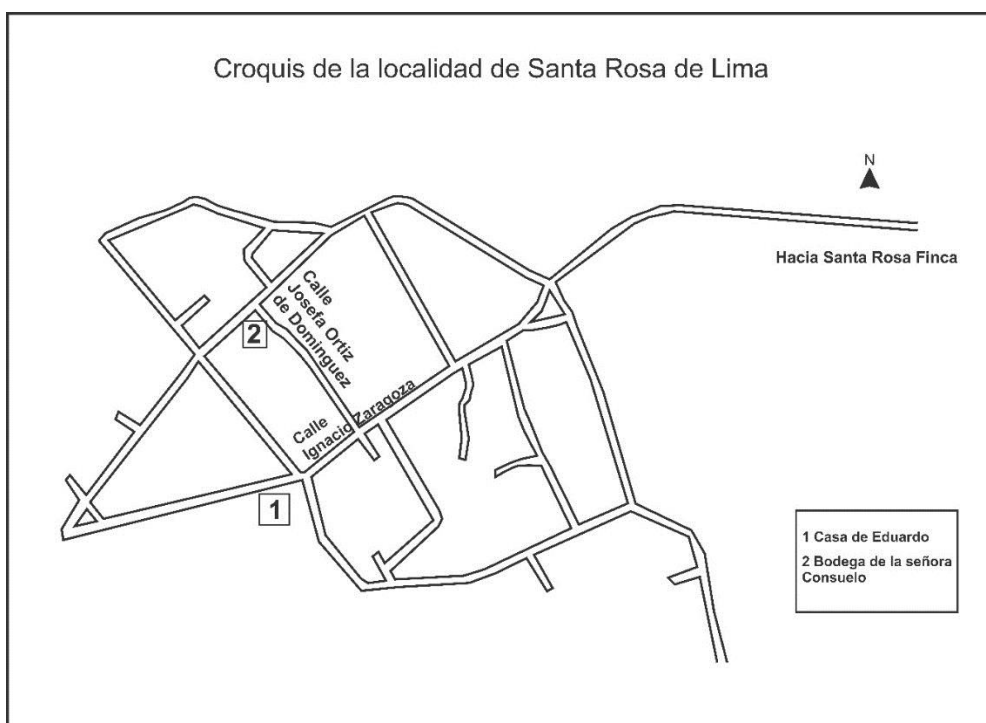 Croquis de la localidad de Santa Rosa de Lima
N
Hacia Santa Rosa Finca
Calle
Josefa Ortiz
de Dominguez
2
Calle
Ignacio Zaragoza
1
1 Casa de Eduardo
2 Bodega de la señora
Consuelo